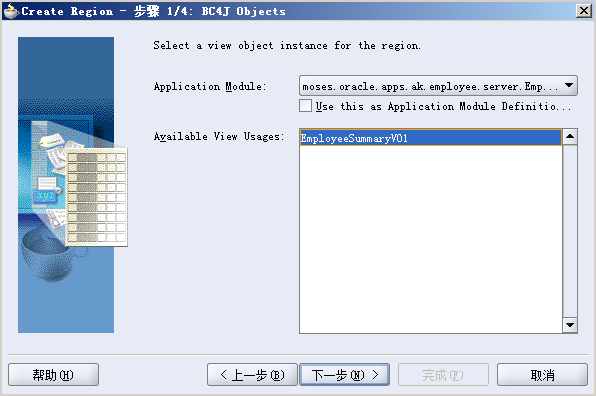 Create Region - 步骤 1/4: BC4J Objects
Select a view object instance for the region.
Application Module: moses.oracle.apps.ak.employee.server.Emp...
Use this as Application Module Definitio...
Available View Usages: EmployeeSummaryVO1
帮助(H) < 上一步(B) 下一步(N) > 完成(F) 取消